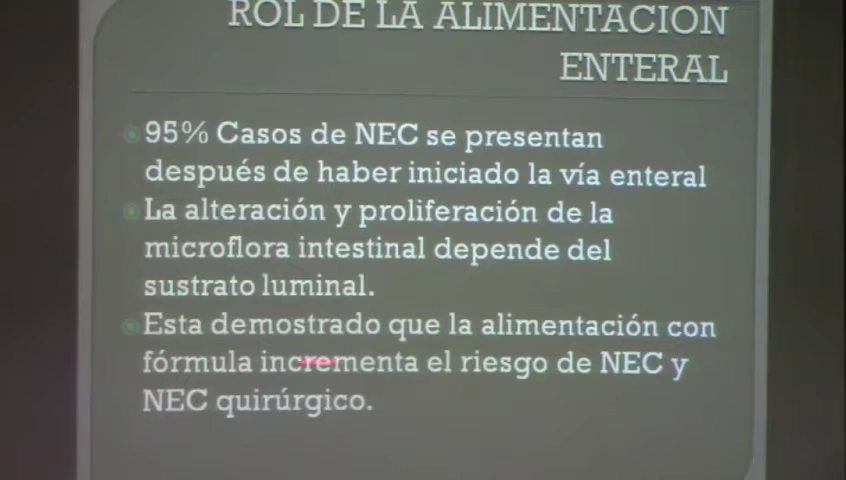 ROL DE LA ALIMENTACION
ENTERAL
95% Casos de NEC se presentan
después de haber iniciado la vía enteral
La alteración y proliferación de la
microflora intestinal depende del
sustrato luminal.
Esta demostrado que la alimentación con
fórmula incrementa el riesgo de NEC y
NEC quirúrgico.